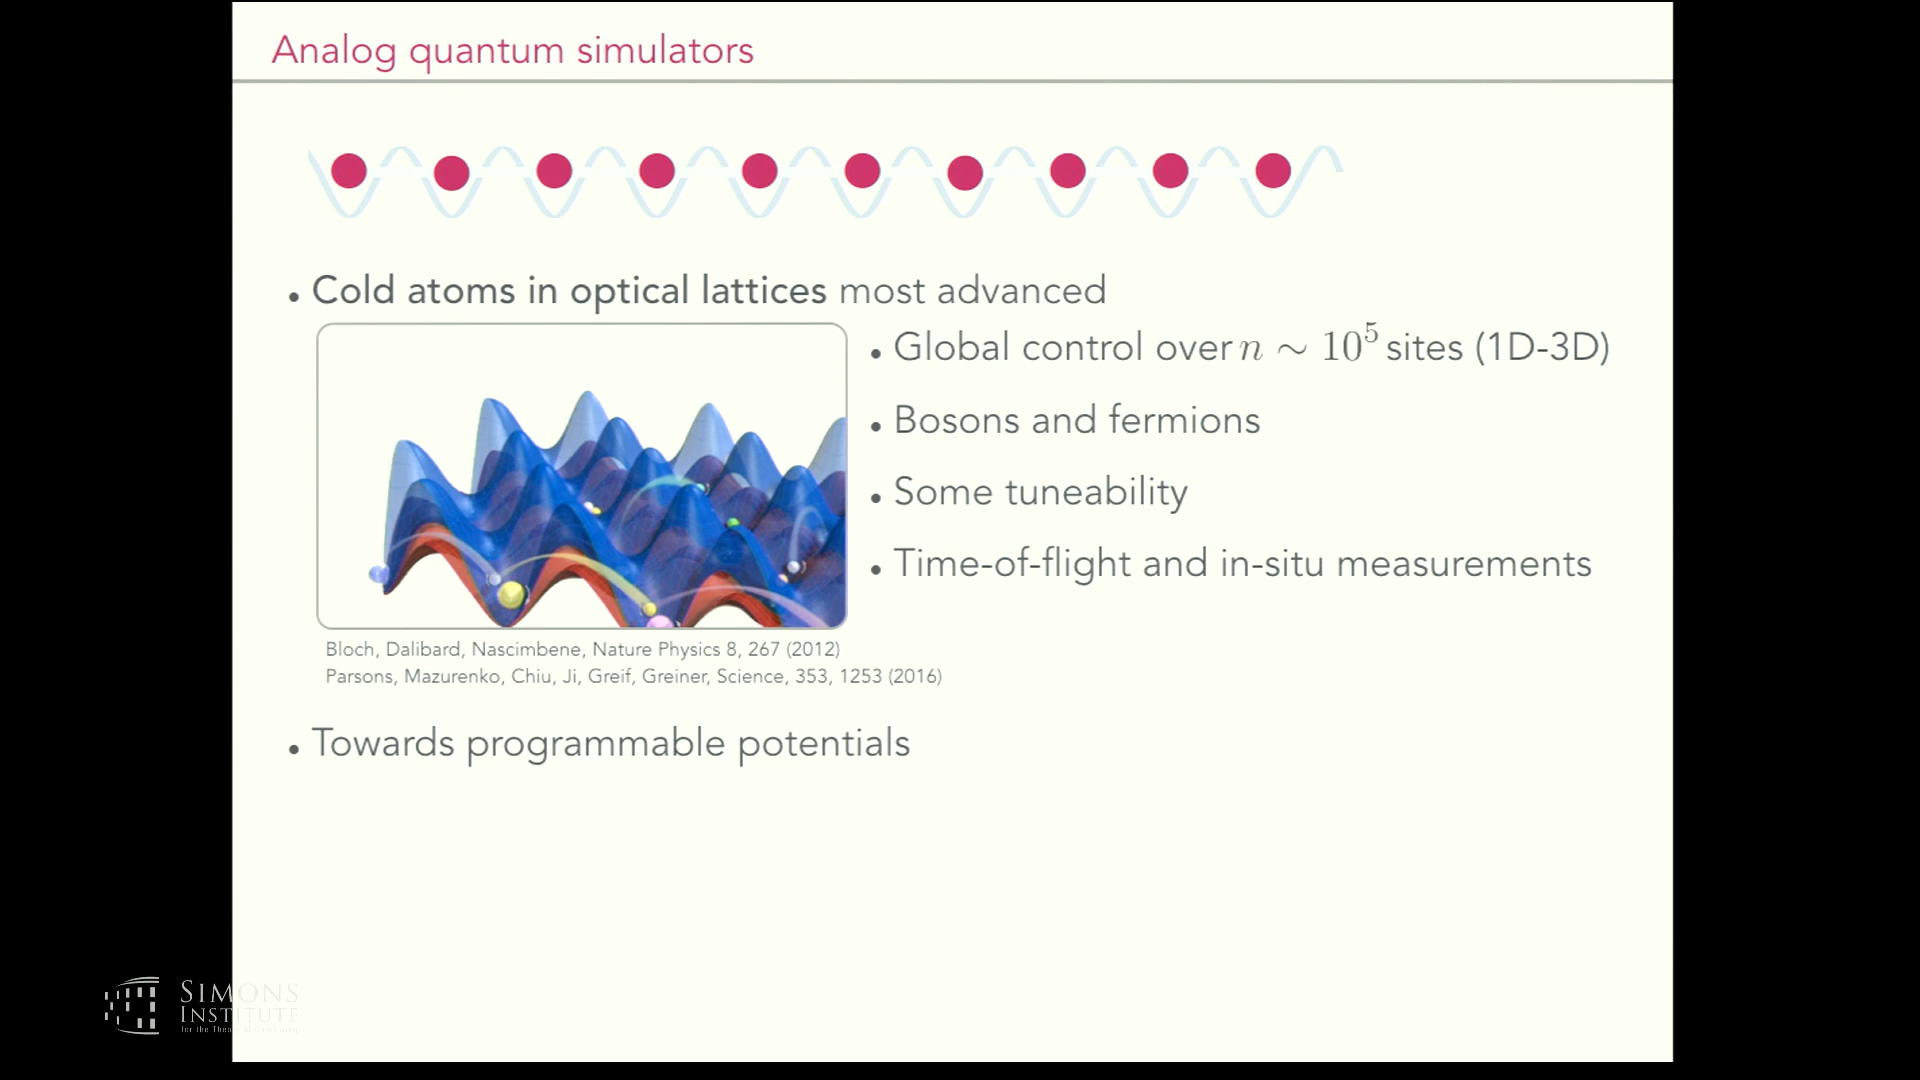 Analog quantum simulators
• Cold atoms in optical lattices most advanced
• Global control over n ∼ 10⁵ sites (1D-3D)
• Bosons and fermions
• Some tuneability
• Time-of-flight and in-situ measurements
Bloch, Dalibard, Nascimbene, Nature Physics 8, 267 (2012)
Parsons, Mazurenko, Chiu, Ji, Greif, Greiner, Science, 353, 1253 (2016)
• Towards programmable potentials
SIMONS
INSTITUTE
for the Theory of Computing